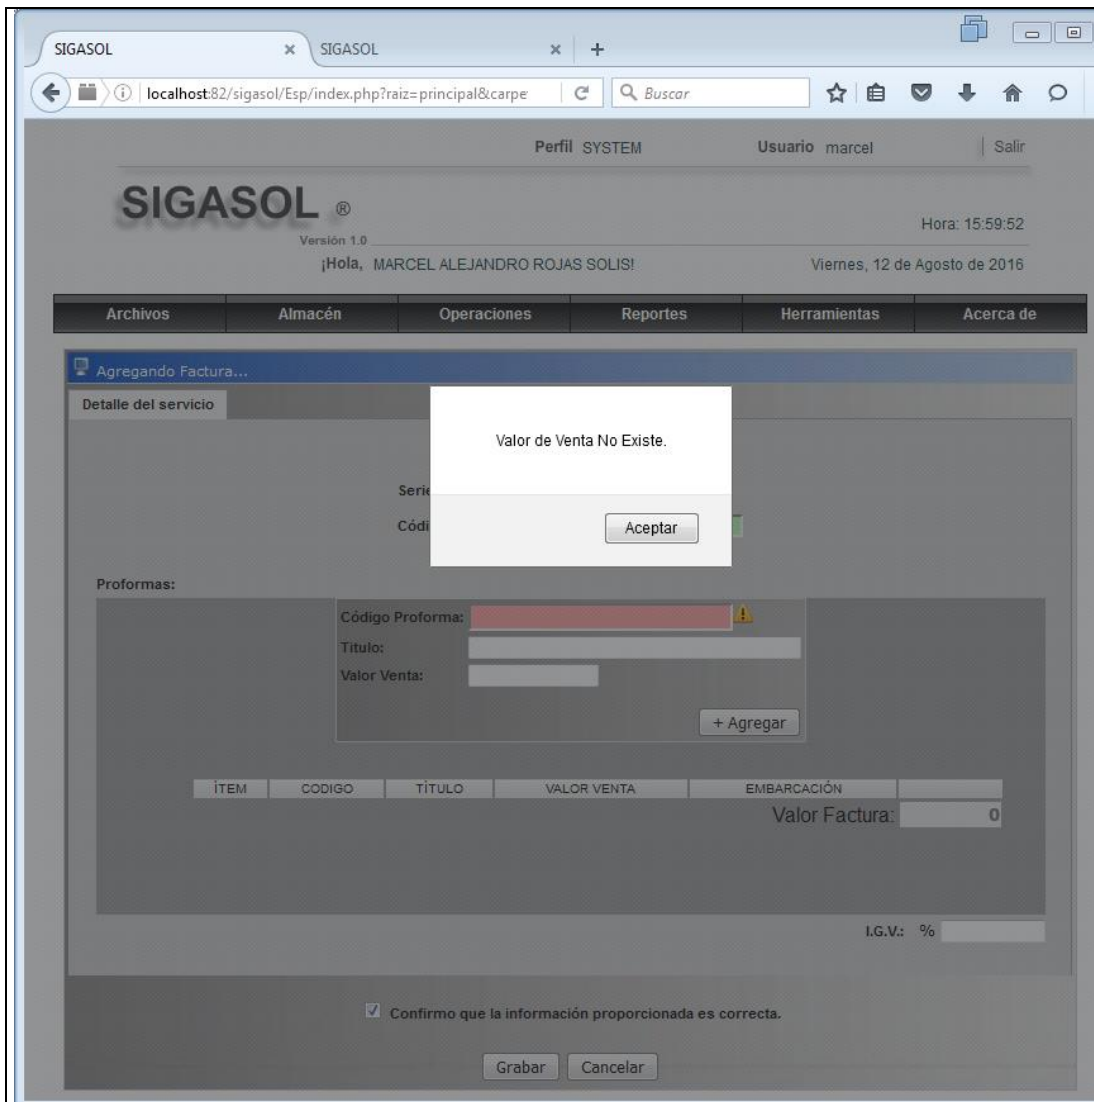 SIGASOL
SIGASOL
localhost:82/sigasol/Esp/index.php?raiz=principal&carpe
Buscar
Perfil SYSTEM Usuario marcel Salir
SIGASOL ®
Versión 1.0
Hora: 15:59:52
¡Hola, MARCEL ALEJANDRO ROJAS SOLIS! Viernes, 12 de Agosto de 2016
Archivos Almacén Operaciones Reportes Herramientas Acerca de
Agregando Factura...
Detalle del servicio
Valor de Venta No Existe.
Serie
Códi
Aceptar
Proformas:
Código Proforma:
Titulo:
Valor Venta:
+ Agregar
ÍTEM CODIGO TÍTULO VALOR VENTA EMBARCACIÓN
Valor Factura: 0
I.G.V.: %
Confirmo que la información proporcionada es correcta.
Grabar Cancelar